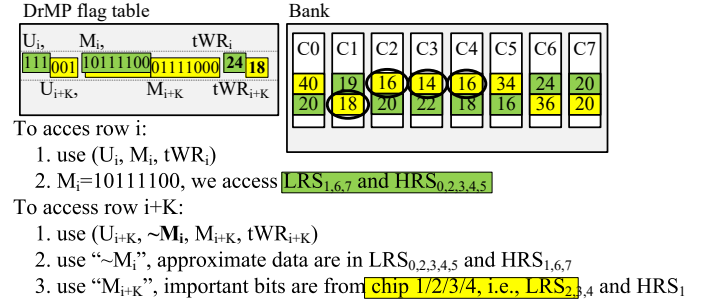 DrMP flag table
Bank
Ui, Mi, tWRi
111 001 10111100 01111000 24 18
Ui+K Mi+K tWRi+K
C0 C1 C2 C3 C4 C5 C6 C7
40 19 16 14 16 34 24 20
20 18 20 22 18 16 36 20
To acces row i:
1. use (Ui, Mi, tWRi)
2. Mi=10111100, we access LRS1,6,7 and HRS0,2,3,4,5
To access row i+K:
1. use (Ui+K, ~Mi, Mi+K, tWRi+K)
2. use “~Mi”, approximate data are in LRS0,2,3,4,5 and HRS1,6,7
3. use “Mi+K”, important bits are from chip 1/2/3/4, i.e., LRS2,3,4 and HRS1